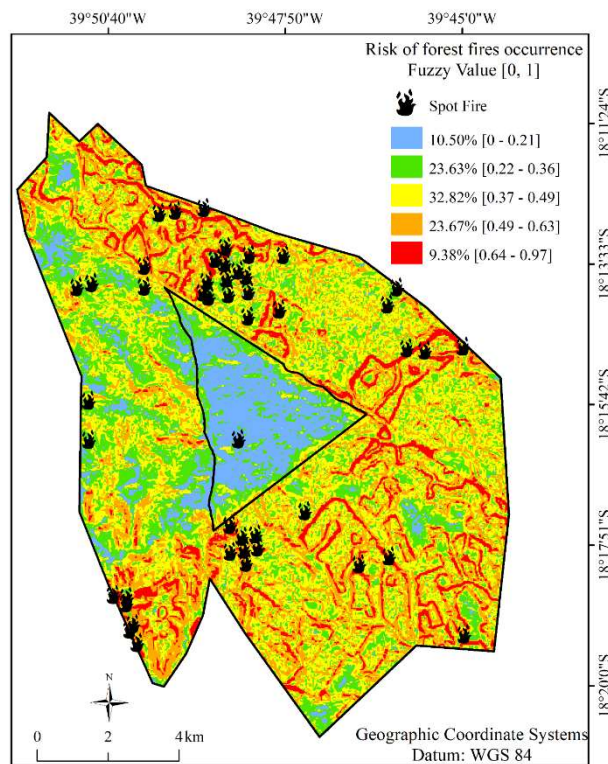 39°50'40"W 39°47'50"W 39°45'0"W
Risk of forest fires occurrence
Fuzzy Value [0, 1]
Spot Fire
10.50% [0 - 0.21]
23.63% [0.22 - 0.36]
32.82% [0.37 - 0.49]
23.67% [0.49 - 0.63]
9.38% [0.64 - 0.97]
18°11'24"S
18°13'33"S
18°15'42"S
18°17'51"S
18°20'0"S
N
0 2 4 km
Geographic Coordinate Systems
Datum: WGS 84